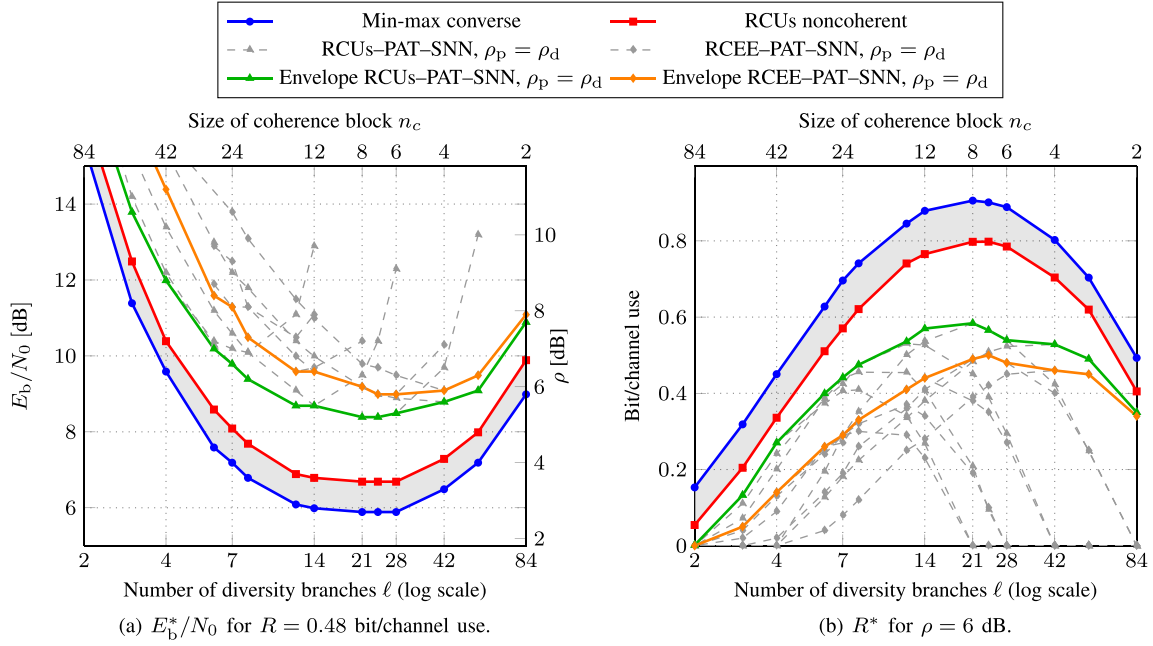 Min-max converse
RCUs noncoherent
RCUs–PAT–SNN, ρp = ρd
RCEE–PAT–SNN, ρp = ρd
Envelope RCUs–PAT–SNN, ρp = ρd
Envelope RCEE–PAT–SNN, ρp = ρd
Size of coherence block nc
84 42 24 12 8 6 4 2
14
12
10
8
6
Eb/N0 [dB]
10
8
6
4
2
ρ [dB]
2 4 7 14 21 28 42 84
Number of diversity branches ℓ (log scale)
(a) Eb*/N0 for R = 0.48 bit/channel use.
Size of coherence block nc
84 42 24 12 8 6 4 2
0.8
0.6
0.4
0.2
0
Bit/channel use
2 4 7 14 21 28 42 84
Number of diversity branches ℓ (log scale)
(b) R* for ρ = 6 dB.